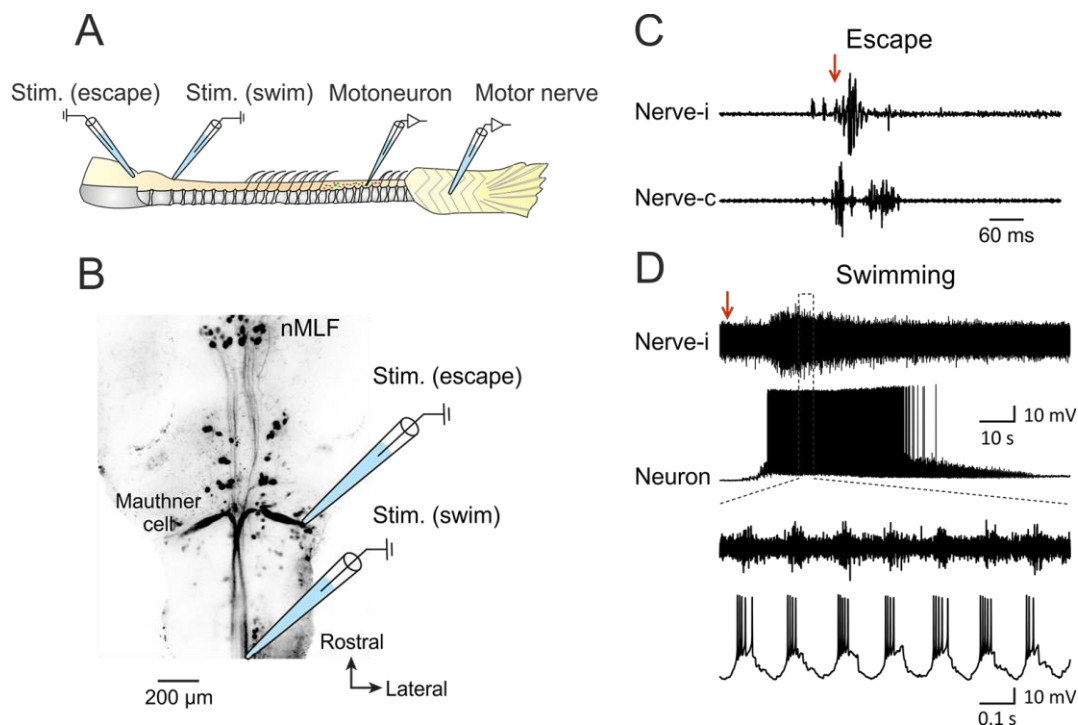 A
Stim. (escape)
Stim. (swim)
Motoneuron
Motor nerve
B
nMLF
Stim. (escape)
Mauthner
cell
Stim. (swim)
Rostral
Lateral
200 µm
C
Escape
Nerve-i
Nerve-c
60 ms
D
Swimming
Nerve-i
10 mV
10 s
Neuron
10 mV
0.1 s